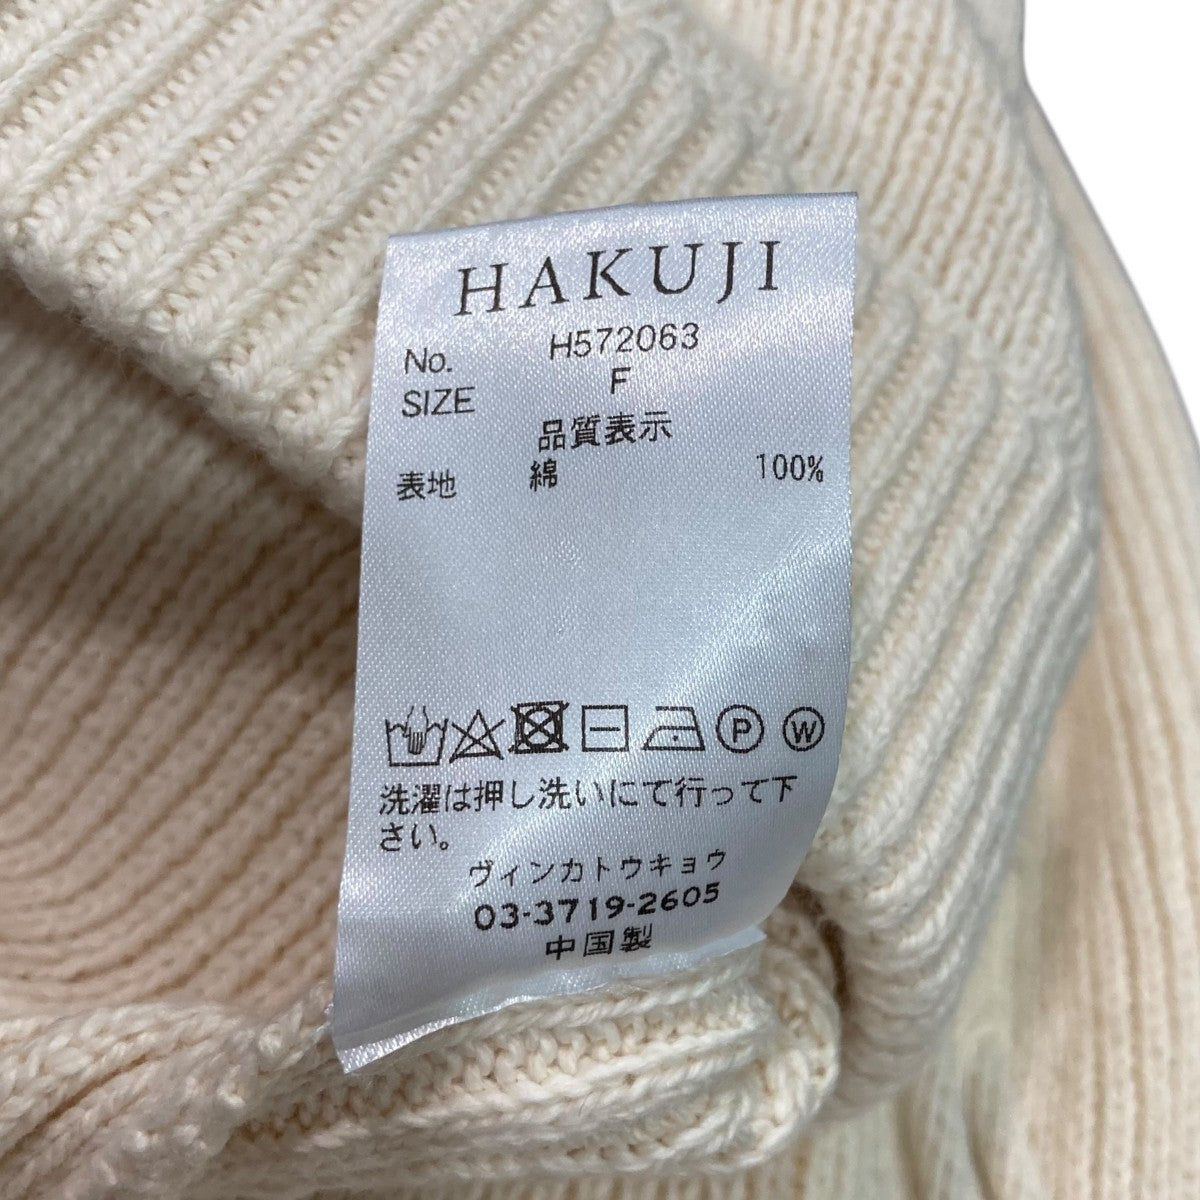 HAKUJI
No. H572063
SIZE F
品質表示
表地 綿 100%
P W
洗濯は押し洗いにて行って下
さい。
ヴィンカトウキョウ
03-3719-2605
中国製